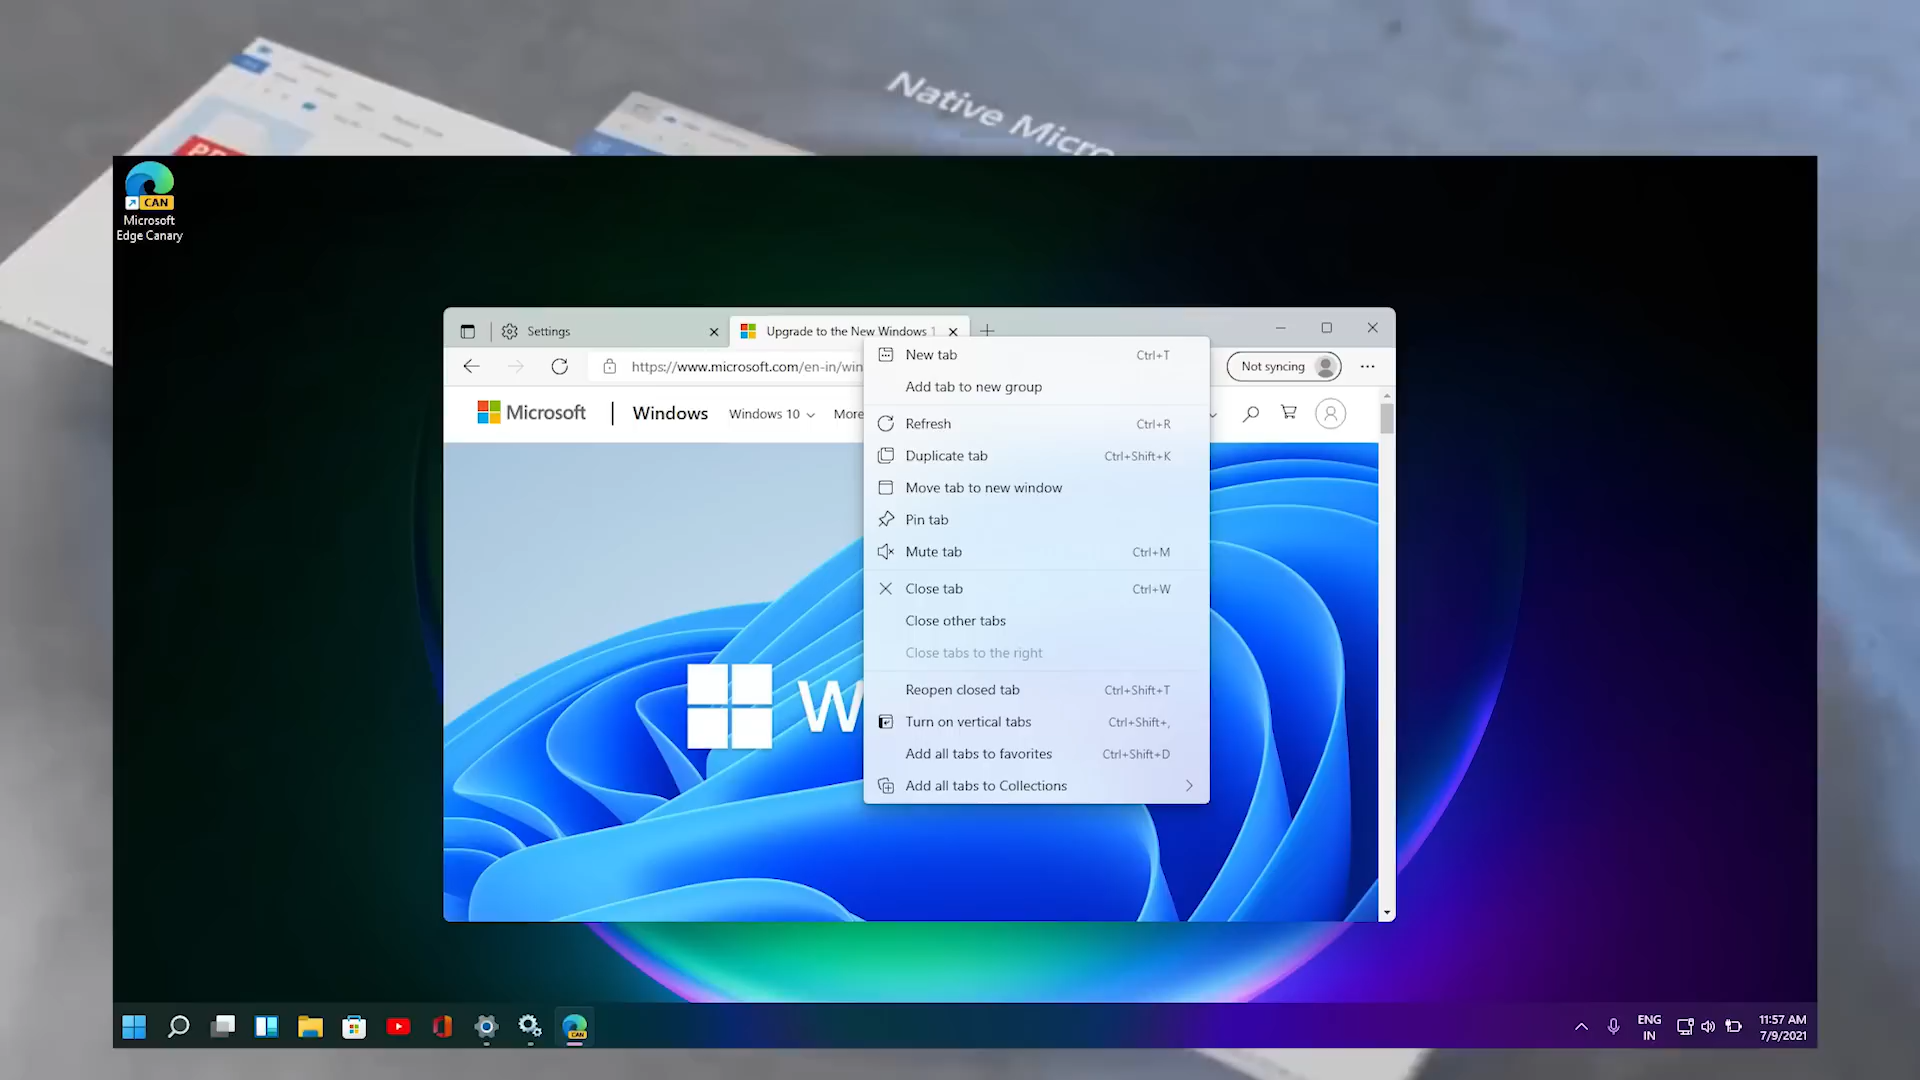 Native Micro
CAN
Microsoft
Edge Canary
Settings
Upgrade to the New Windows 1
https://www.microsoft.com/en-in/win
Not syncing
Microsoft
Windows
Windows 10
More
New tab Ctrl+T
Add tab to new group
Refresh Ctrl+R
Duplicate tab Ctrl+Shift+K
Move tab to new window
Pin tab
Mute tab Ctrl+M
Close tab Ctrl+W
Close other tabs
Close tabs to the right
Reopen closed tab Ctrl+Shift+T
Turn on vertical tabs Ctrl+Shift+,
Add all tabs to favorites Ctrl+Shift+D
Add all tabs to Collections
W
CAN
ENG
IN
11:57 AM
7/9/2021